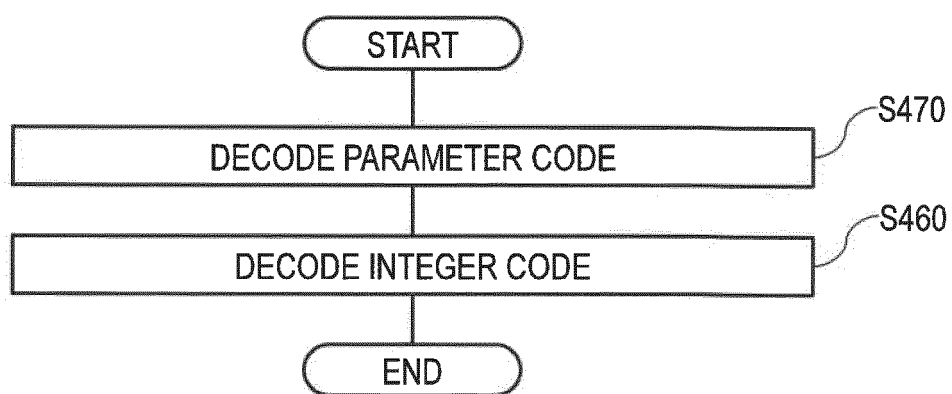 START
S470
DECODE PARAMETER CODE
S460
DECODE INTEGER CODE
END